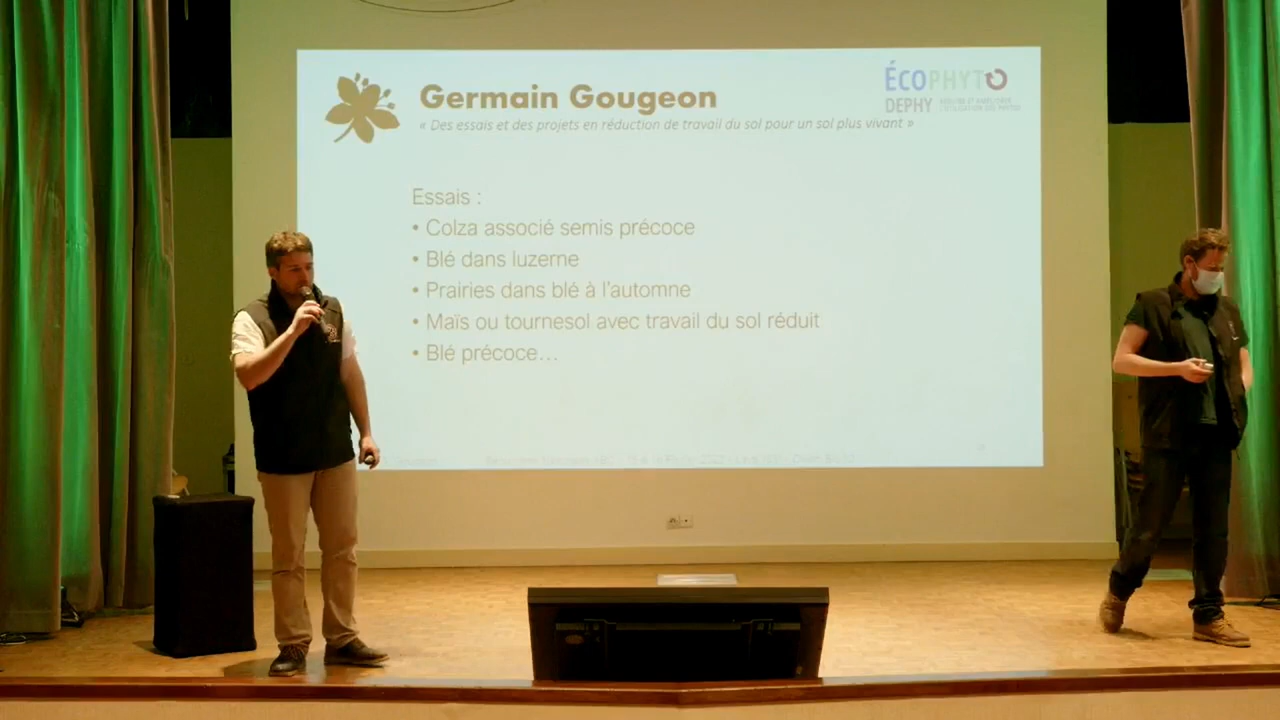 Germain Gougeon
« Des essais et des projets en réduction de travail du sol pour un sol plus vivant »
ÉCOPHYTO
DEPHY
Essais :
• Colza associé semis précoce
• Blé dans luzerne
• Prairies dans blé à l'automne
• Maïs ou tournesol avec travail du sol réduit
• Blé précoce…